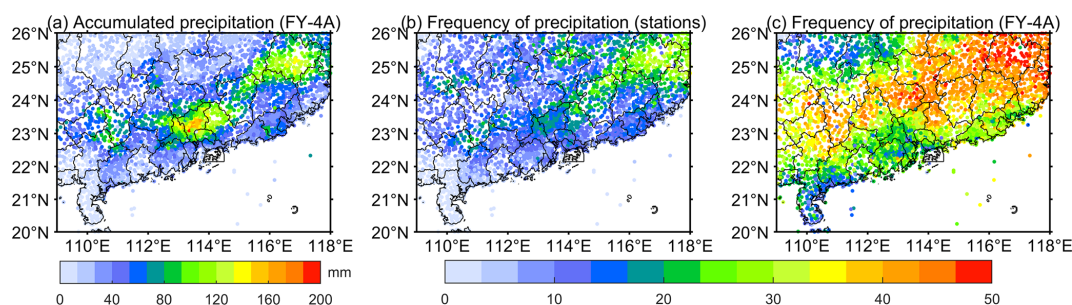 (a) Accumulated precipitation (FY-4A) (b) Frequency of precipitation (stations) (c) Frequency of precipitation (FY-4A)
26°N 26°N 26°N
25°N 25°N 25°N
24°N 24°N 24°N
23°N 23°N 23°N
22°N 22°N 22°N
21°N 21°N 21°N
20°N 20°N 20°N
110°E 112°E 114°E 116°E 118°E 110°E 112°E 114°E 116°E 118°E 110°E 112°E 114°E 116°E 118°E
mm
0 40 80 120 160 200 0 10 20 30 40 50